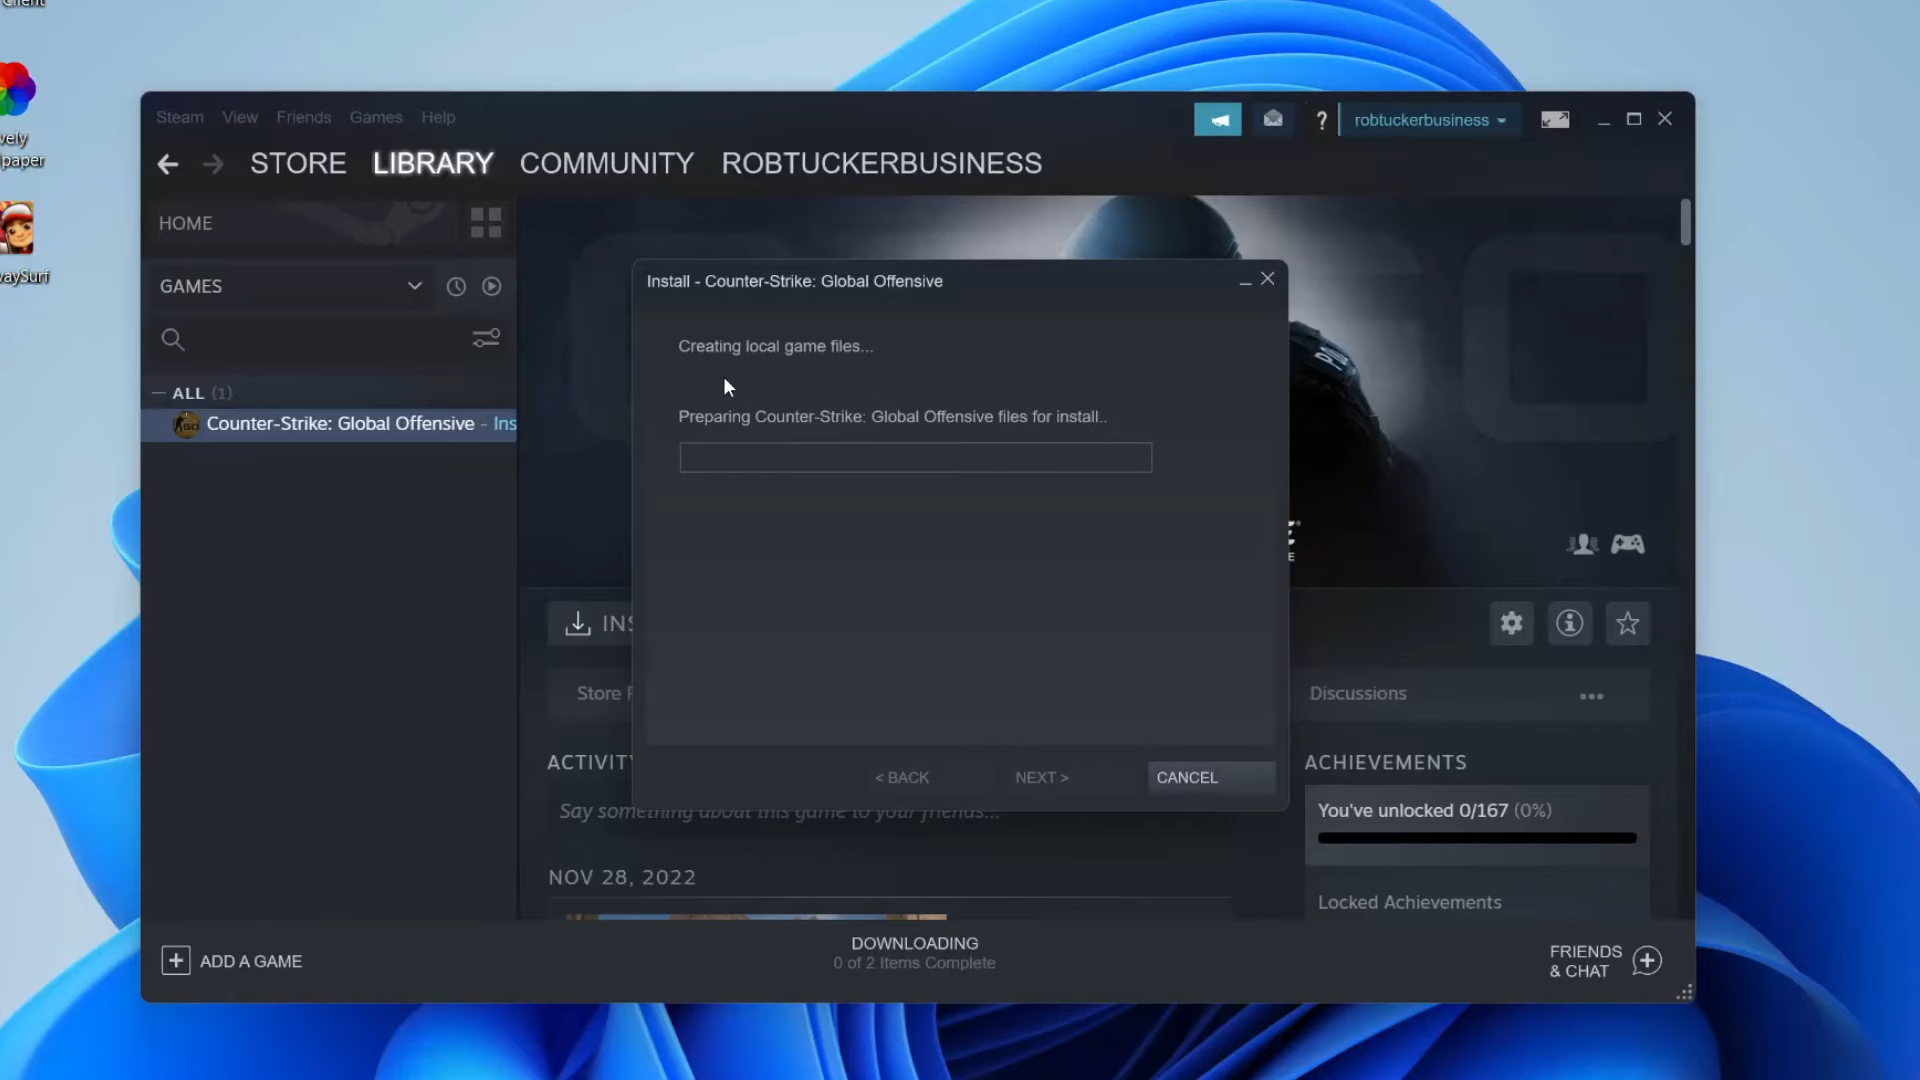 Client
vely
paper
vaySurf
Steam View Friends Games Help
robtuckerbusiness
STORE LIBRARY COMMUNITY ROBTUCKERBUSINESS
HOME
GAMES
ALL (1)
Counter-Strike: Global Offensive - Ins
Install - Counter-Strike: Global Offensive
Creating local game files...
Preparing Counter-Strike: Global Offensive files for install..
< BACK NEXT > CANCEL
INS
Store
Discussions
ACTIVITY
Say something about this game to your friends...
NOV 28, 2022
ACHIEVEMENTS
You've unlocked 0/167 (0%)
Locked Achievements
+ ADD A GAME
DOWNLOADING
0 of 2 Items Complete
FRIENDS
& CHAT